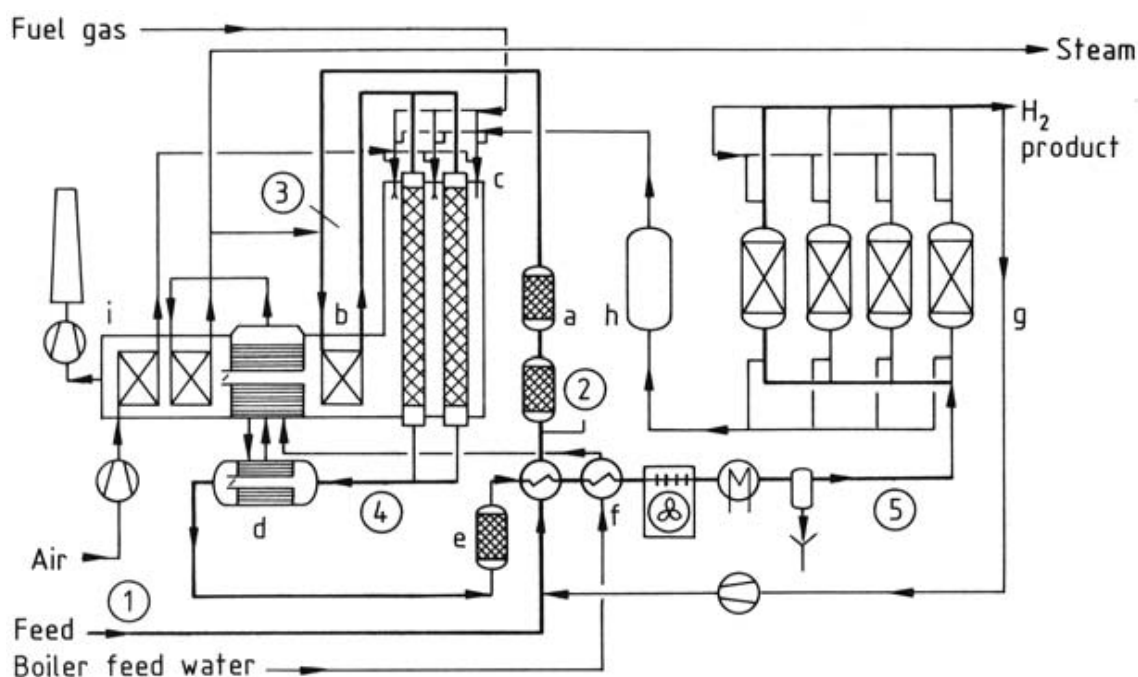 Fuel gas
Steam
H2
product
c
3
i
b
a
h
g
2
4
f
5
d
e
Air
1
Feed
Boiler feed water